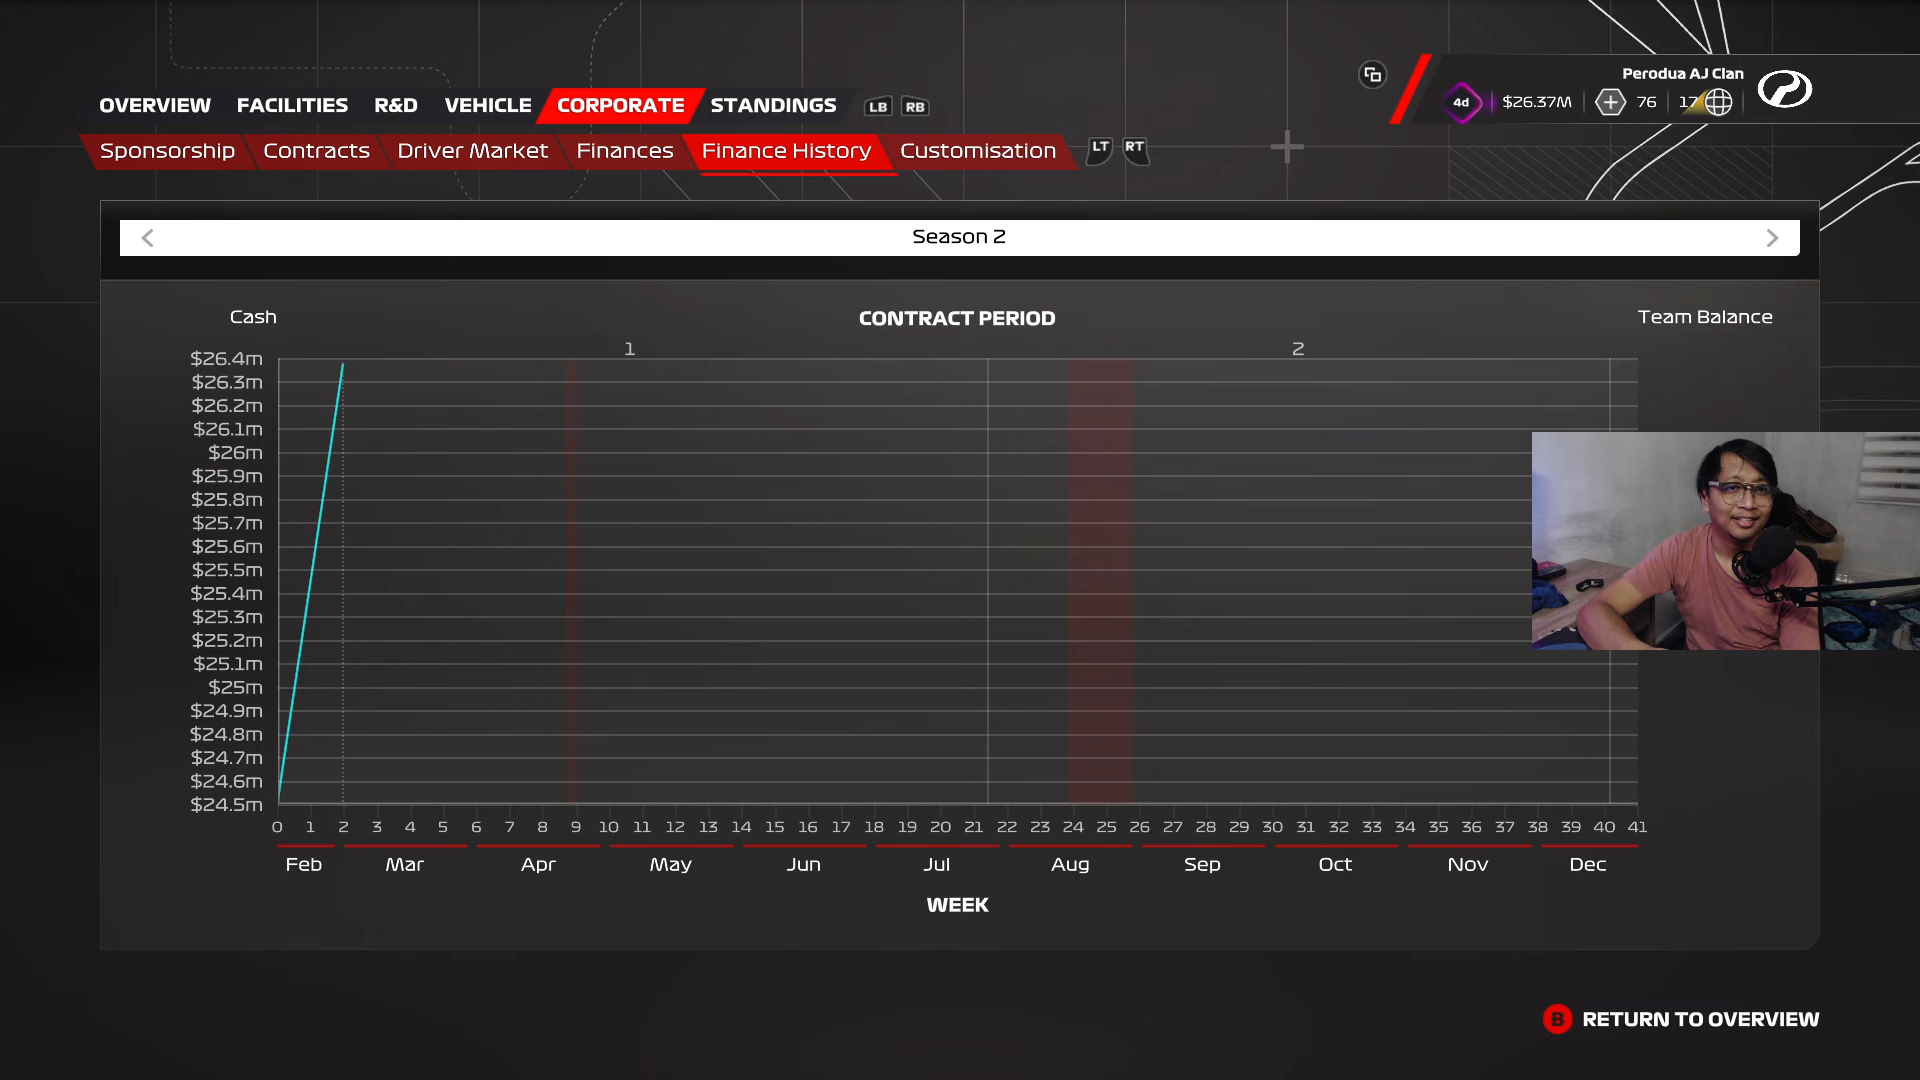 Perodua AJ Clan
4d $26.37M 76 17
OVERVIEW FACILITIES R&D VEHICLE CORPORATE STANDINGS LB RB
Sponsorship Contracts Driver Market Finances Finance History Customisation LT RT
Season 2
Cash CONTRACT PERIOD Team Balance
1 2
$26.4m
$26.3m
$26.2m
$26.1m
$26m
$25.9m
$25.8m
$25.7m
$25.6m
$25.5m
$25.4m
$25.3m
$25.2m
$25.1m
$25m
$24.9m
$24.8m
$24.7m
$24.6m
$24.5m
0 1 2 3 4 5 6 7 8 9 10 11 12 13 14 15 16 17 18 19 20 21 22 23 24 25 26 27 28 29 30 31 32 33 34 35 36 37 38 39 40 41
Feb Mar Apr May Jun Jul Aug Sep Oct Nov Dec
WEEK
B RETURN TO OVERVIEW